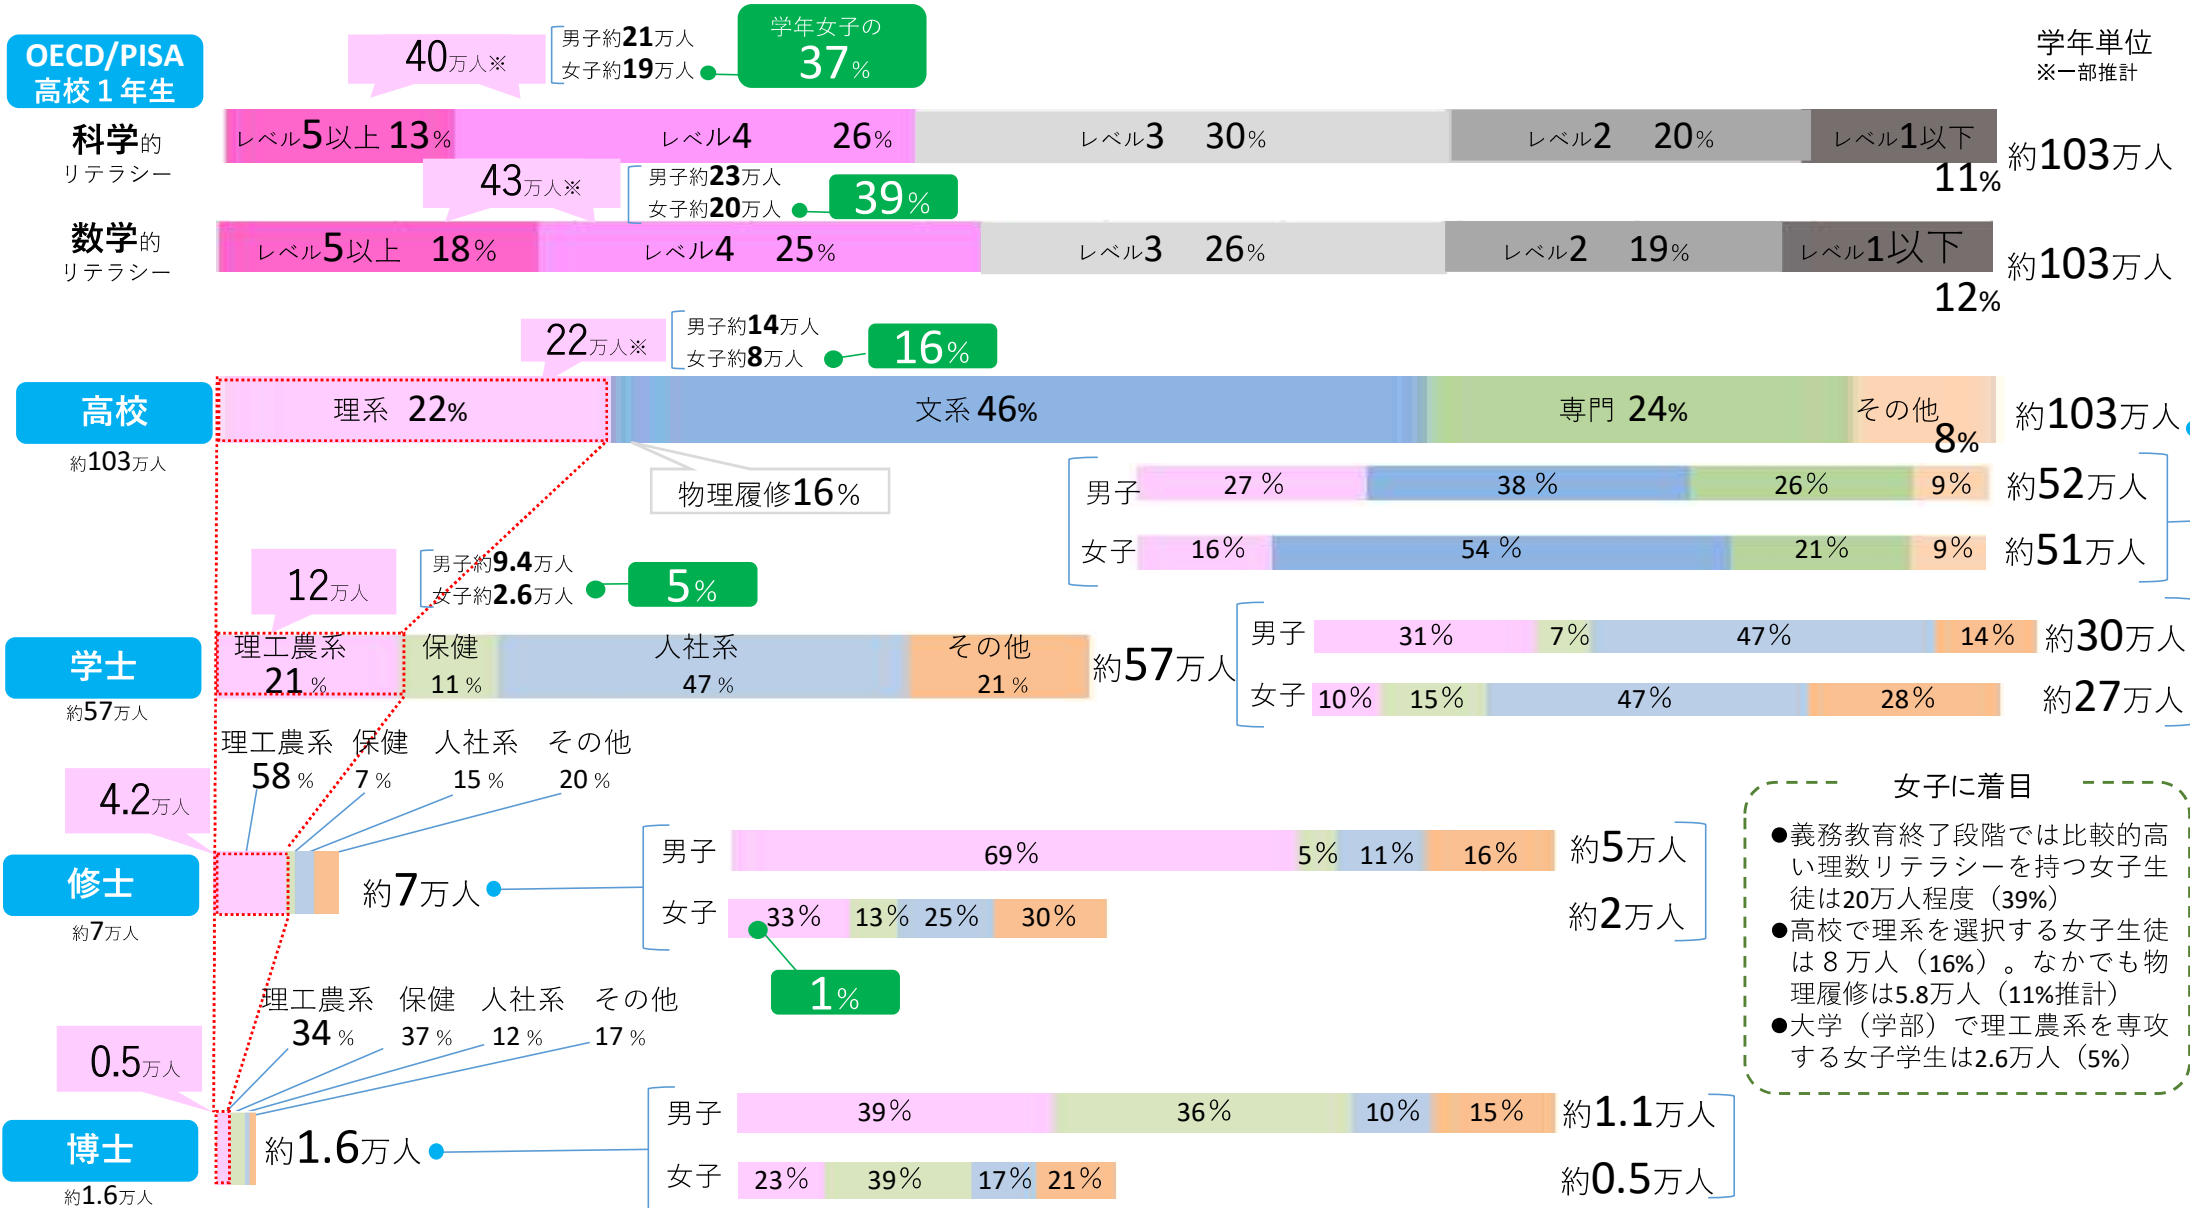 学年単位
※一部推計
OECD/PISA
高校1年生
40万人※
男子約21万人
女子約19万人
学年女子の
37%
科学的
リテラシー
レベル5以上 13%
レベル4 26%
レベル3 30%
レベル2 20%
レベル1以下
11%
約103万人
43万人※
男子約23万人
女子約20万人
39%
数学的
リテラシー
レベル5以上 18%
レベル4 25%
レベル3 26%
レベル2 19%
レベル1以下
12%
約103万人
22万人※
男子約14万人
女子約8万人
16%
高校
約103万人
理系 22%
文系 46%
専門 24%
その他
8%
約103万人
物理履修16%
男子
27 %
38 %
26%
9%
約52万人
女子
16%
54 %
21%
9%
約51万人
12万人
男子約9.4万人
女子約2.6万人
5%
学士
約57万人
理工農系
21 %
保健
11 %
人社系
47 %
その他
21 %
約57万人
男子
31%
7%
47%
14%
約30万人
女子
10%
15%
47%
28%
約27万人
理工農系 保健 人社系 その他
58 % 7 % 15 % 20 %
4.2万人
修士
約7万人
約7万人
男子
69%
5%
11%
16%
約5万人
女子
33%
13%
25%
30%
約2万人
1%
理工農系 保健 人社系 その他
34 % 37 % 12 % 17 %
0.5万人
博士
約1.6万人
約1.6万人
男子
39%
36%
10%
15%
約1.1万人
女子
23%
39%
17%
21%
約0.5万人
女子に着目
●義務教育終了段階では比較的高
い理数リテラシーを持つ女子生
徒は20万人程度（39%）
●高校で理系を選択する女子生徒
は８万人（16%）。なかでも物
理履修は5.8万人（11%推計）
●大学（学部）で理工農系を専攻
する女子学生は2.6万人（5%）